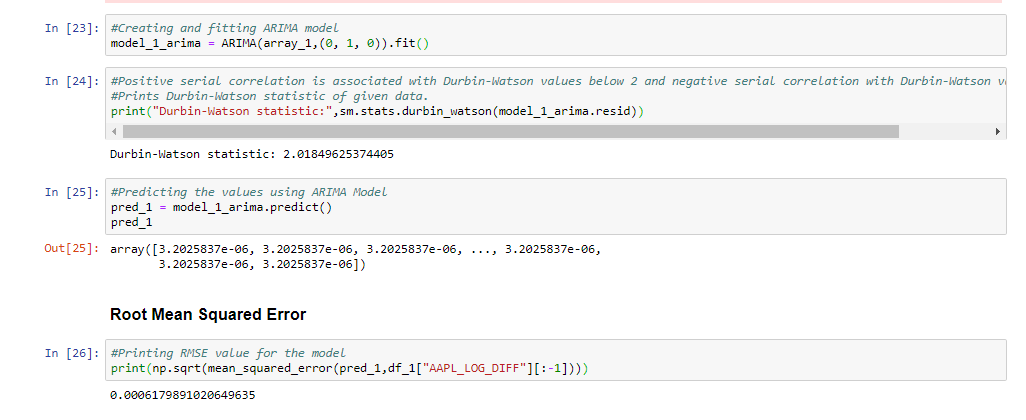 In [23]: #Creating and fitting ARIMA model
model_1_arima = ARIMA(array_1,(0, 1, 0)).fit()
In [24]: #Positive serial correlation is associated with Durbin-Watson values below 2 and negative serial correlation with Durbin-Watson
#Prints Durbin-Watson statistic of given data.
print("Durbin-Watson statistic:",sm.stats.durbin_watson(model_1_arima.resid))
Durbin-Watson statistic: 2.01849625374405
In [25]: #Predicting the values using ARIMA Model
pred_1 = model_1_arima.predict()
pred_1
Out[25]: array([3.2025837e-06, 3.2025837e-06, 3.2025837e-06, ..., 3.2025837e-06,
3.2025837e-06, 3.2025837e-06])
Root Mean Squared Error
In [26]: #Printing RMSE value for the model
print(np.sqrt(mean_squared_error(pred_1,df_1["AAPL_LOG_DIFF"][:-1])))
0.0006179891020649635